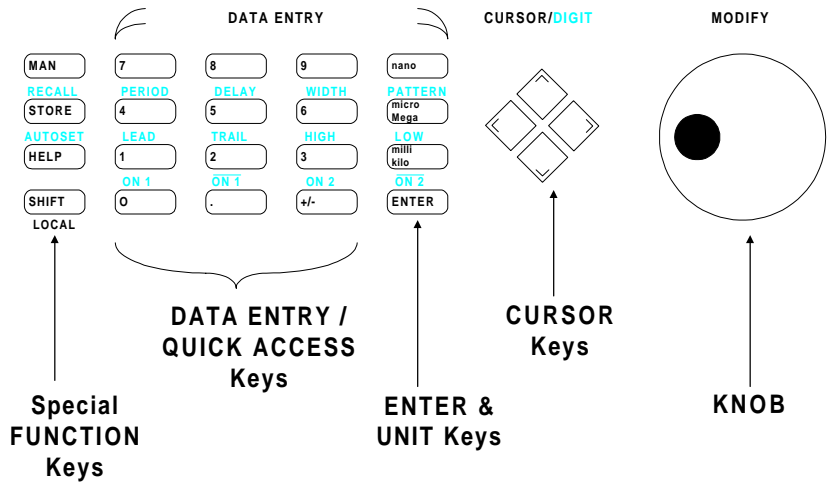 DATA ENTRY CURSOR/DIGIT MODIFY
MAN 7 8 9 nano
RECALL PERIOD DELAY WIDTH PATTERN
STORE 4 5 6 micro
Mega
AUTOSET LEAD TRAIL HIGH LOW
HELP 1 2 3 milli
kilo
ON 1 ON 1 ON 2 ON 2
SHIFT O . +/- ENTER
LOCAL
DATA ENTRY /
QUICK ACCESS
Keys
CURSOR
Keys
Special
FUNCTION
Keys
ENTER &
UNIT Keys
KNOB